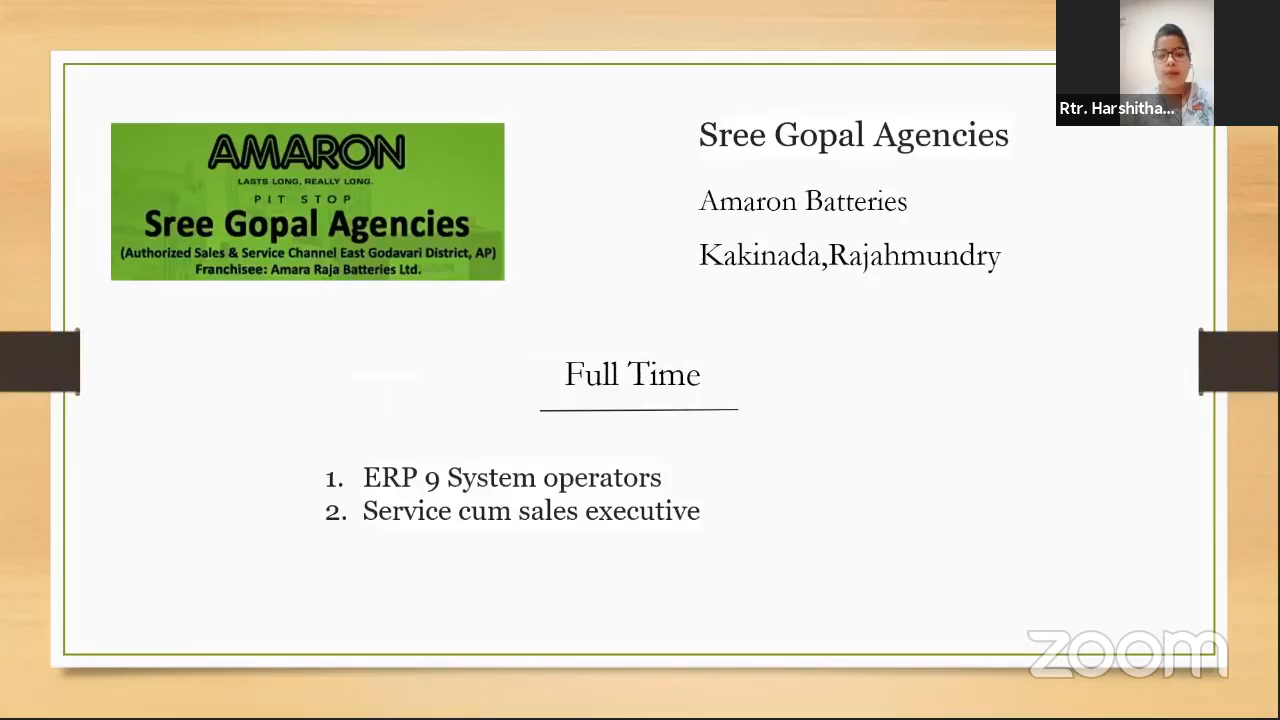 Rtr. Harshitha...
AMARON
LASTS LONG, REALLY LONG.
PIT STOP
Sree Gopal Agencies
(Authorized Sales & Service Channel East Godavari District, AP)
Franchisee: Amara Raja Batteries Ltd.
Sree Gopal Agencies
Amaron Batteries
Kakinada,Rajahmundry
Full Time
1. ERP 9 System operators
2. Service cum sales executive
zoom